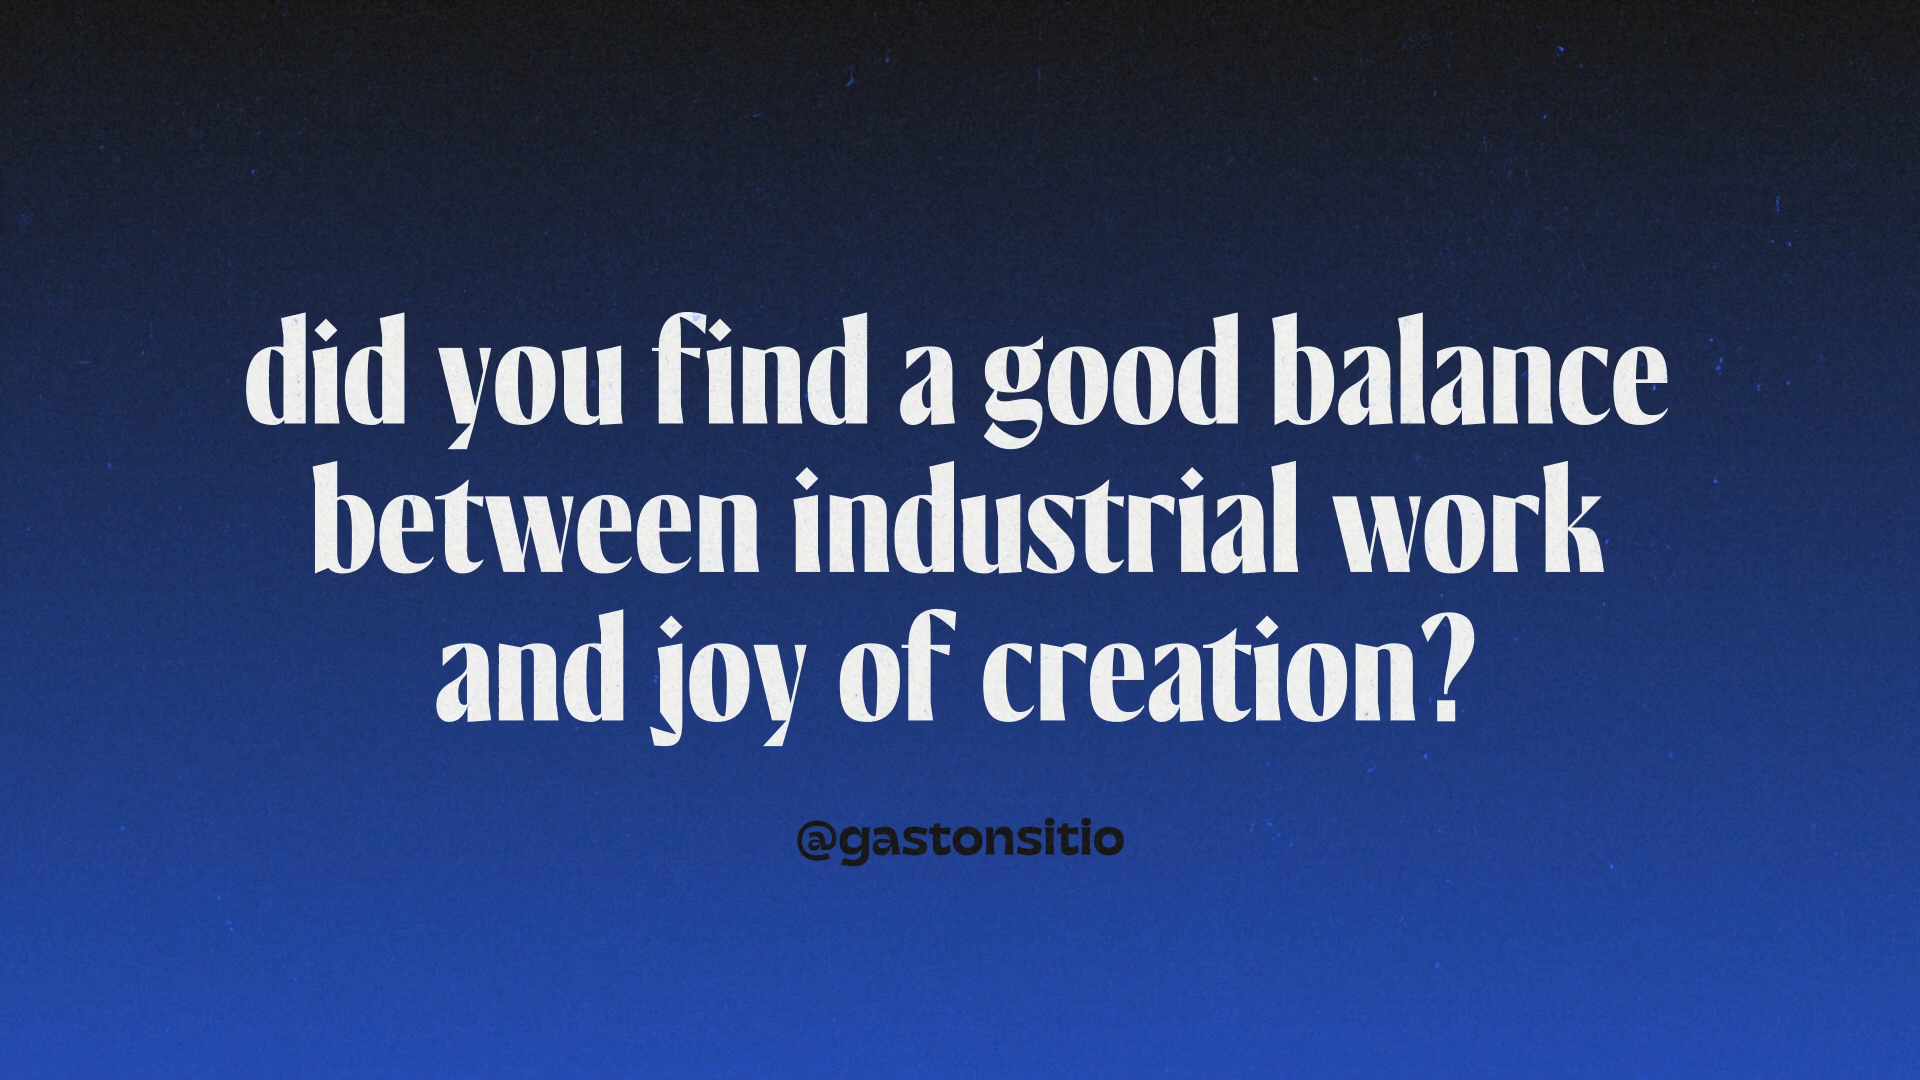 did you find a good balance
between industrial work
and joy of creation?
@gastonsitio